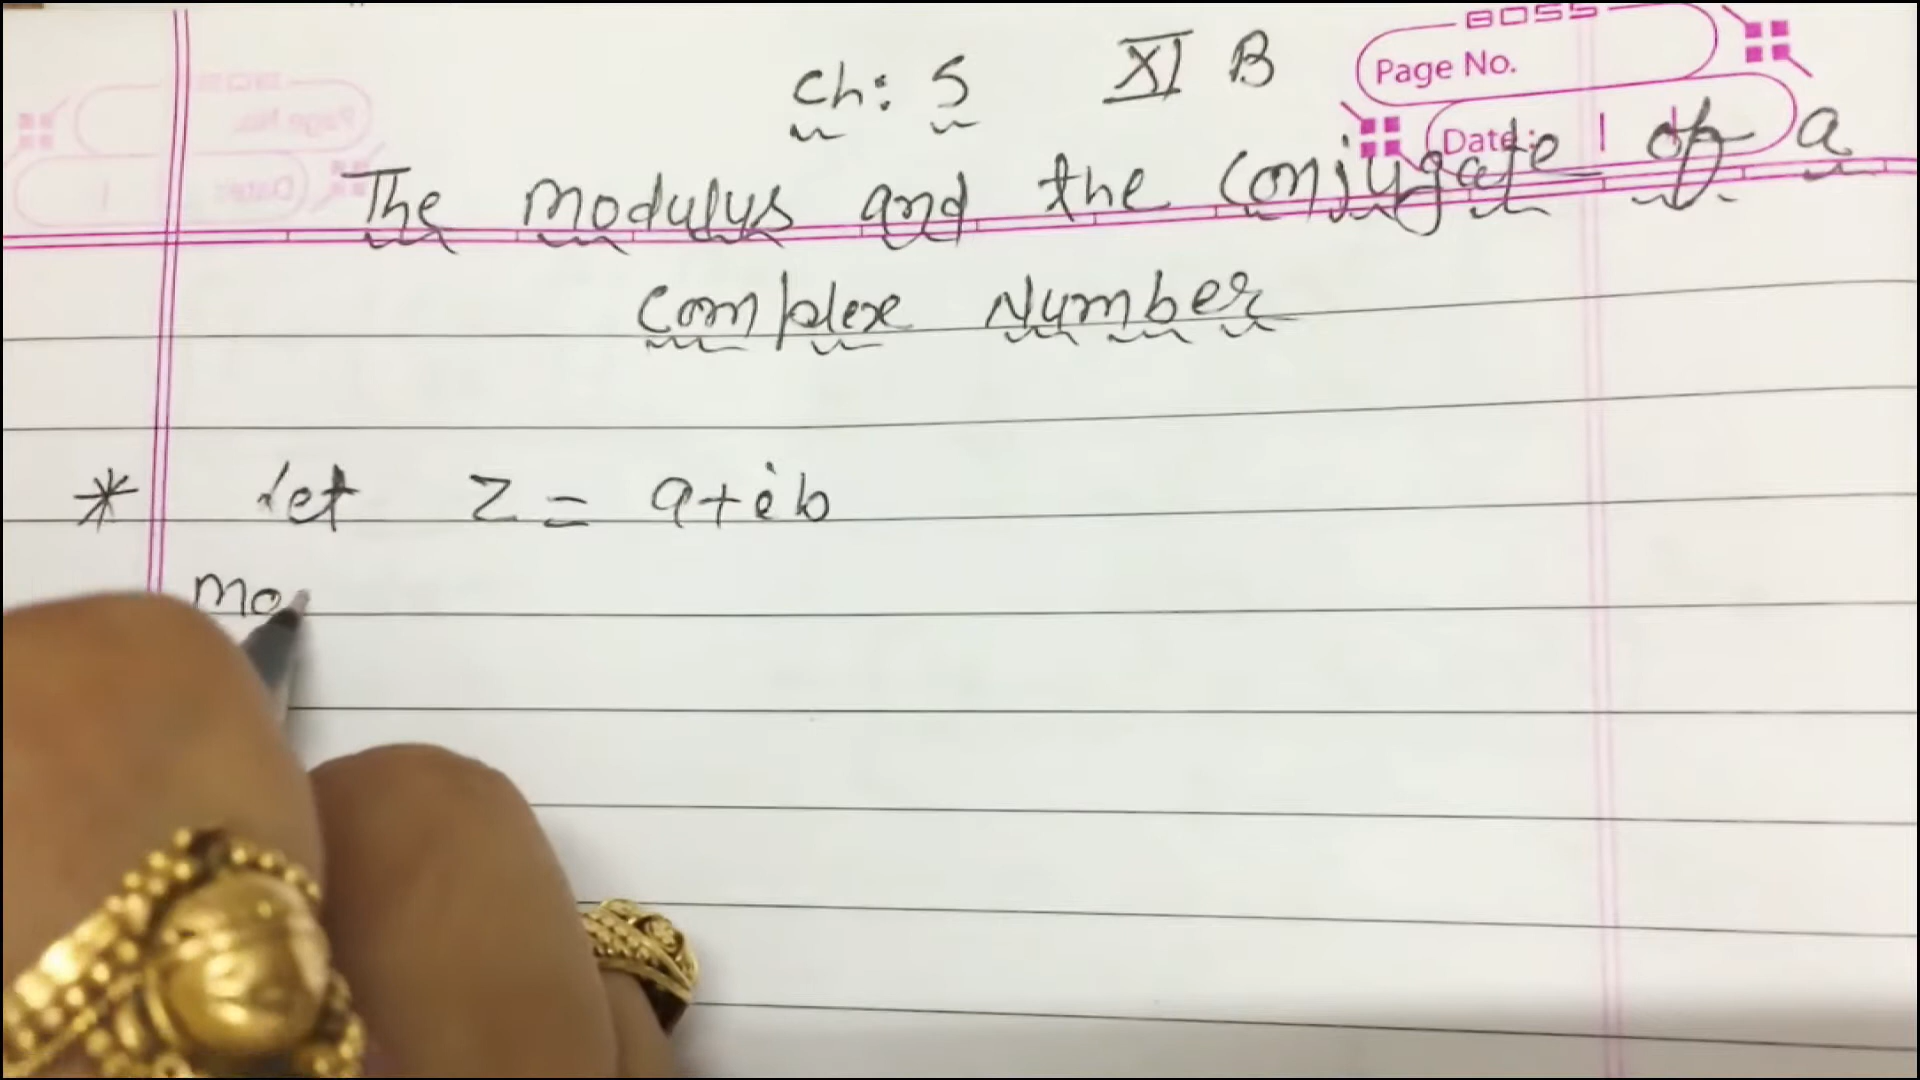 BOSS
Ch: 5 XI B Page No.
Date:
The modulus and the conjugate of a
Complex Number
* Let z = a+ib
mo